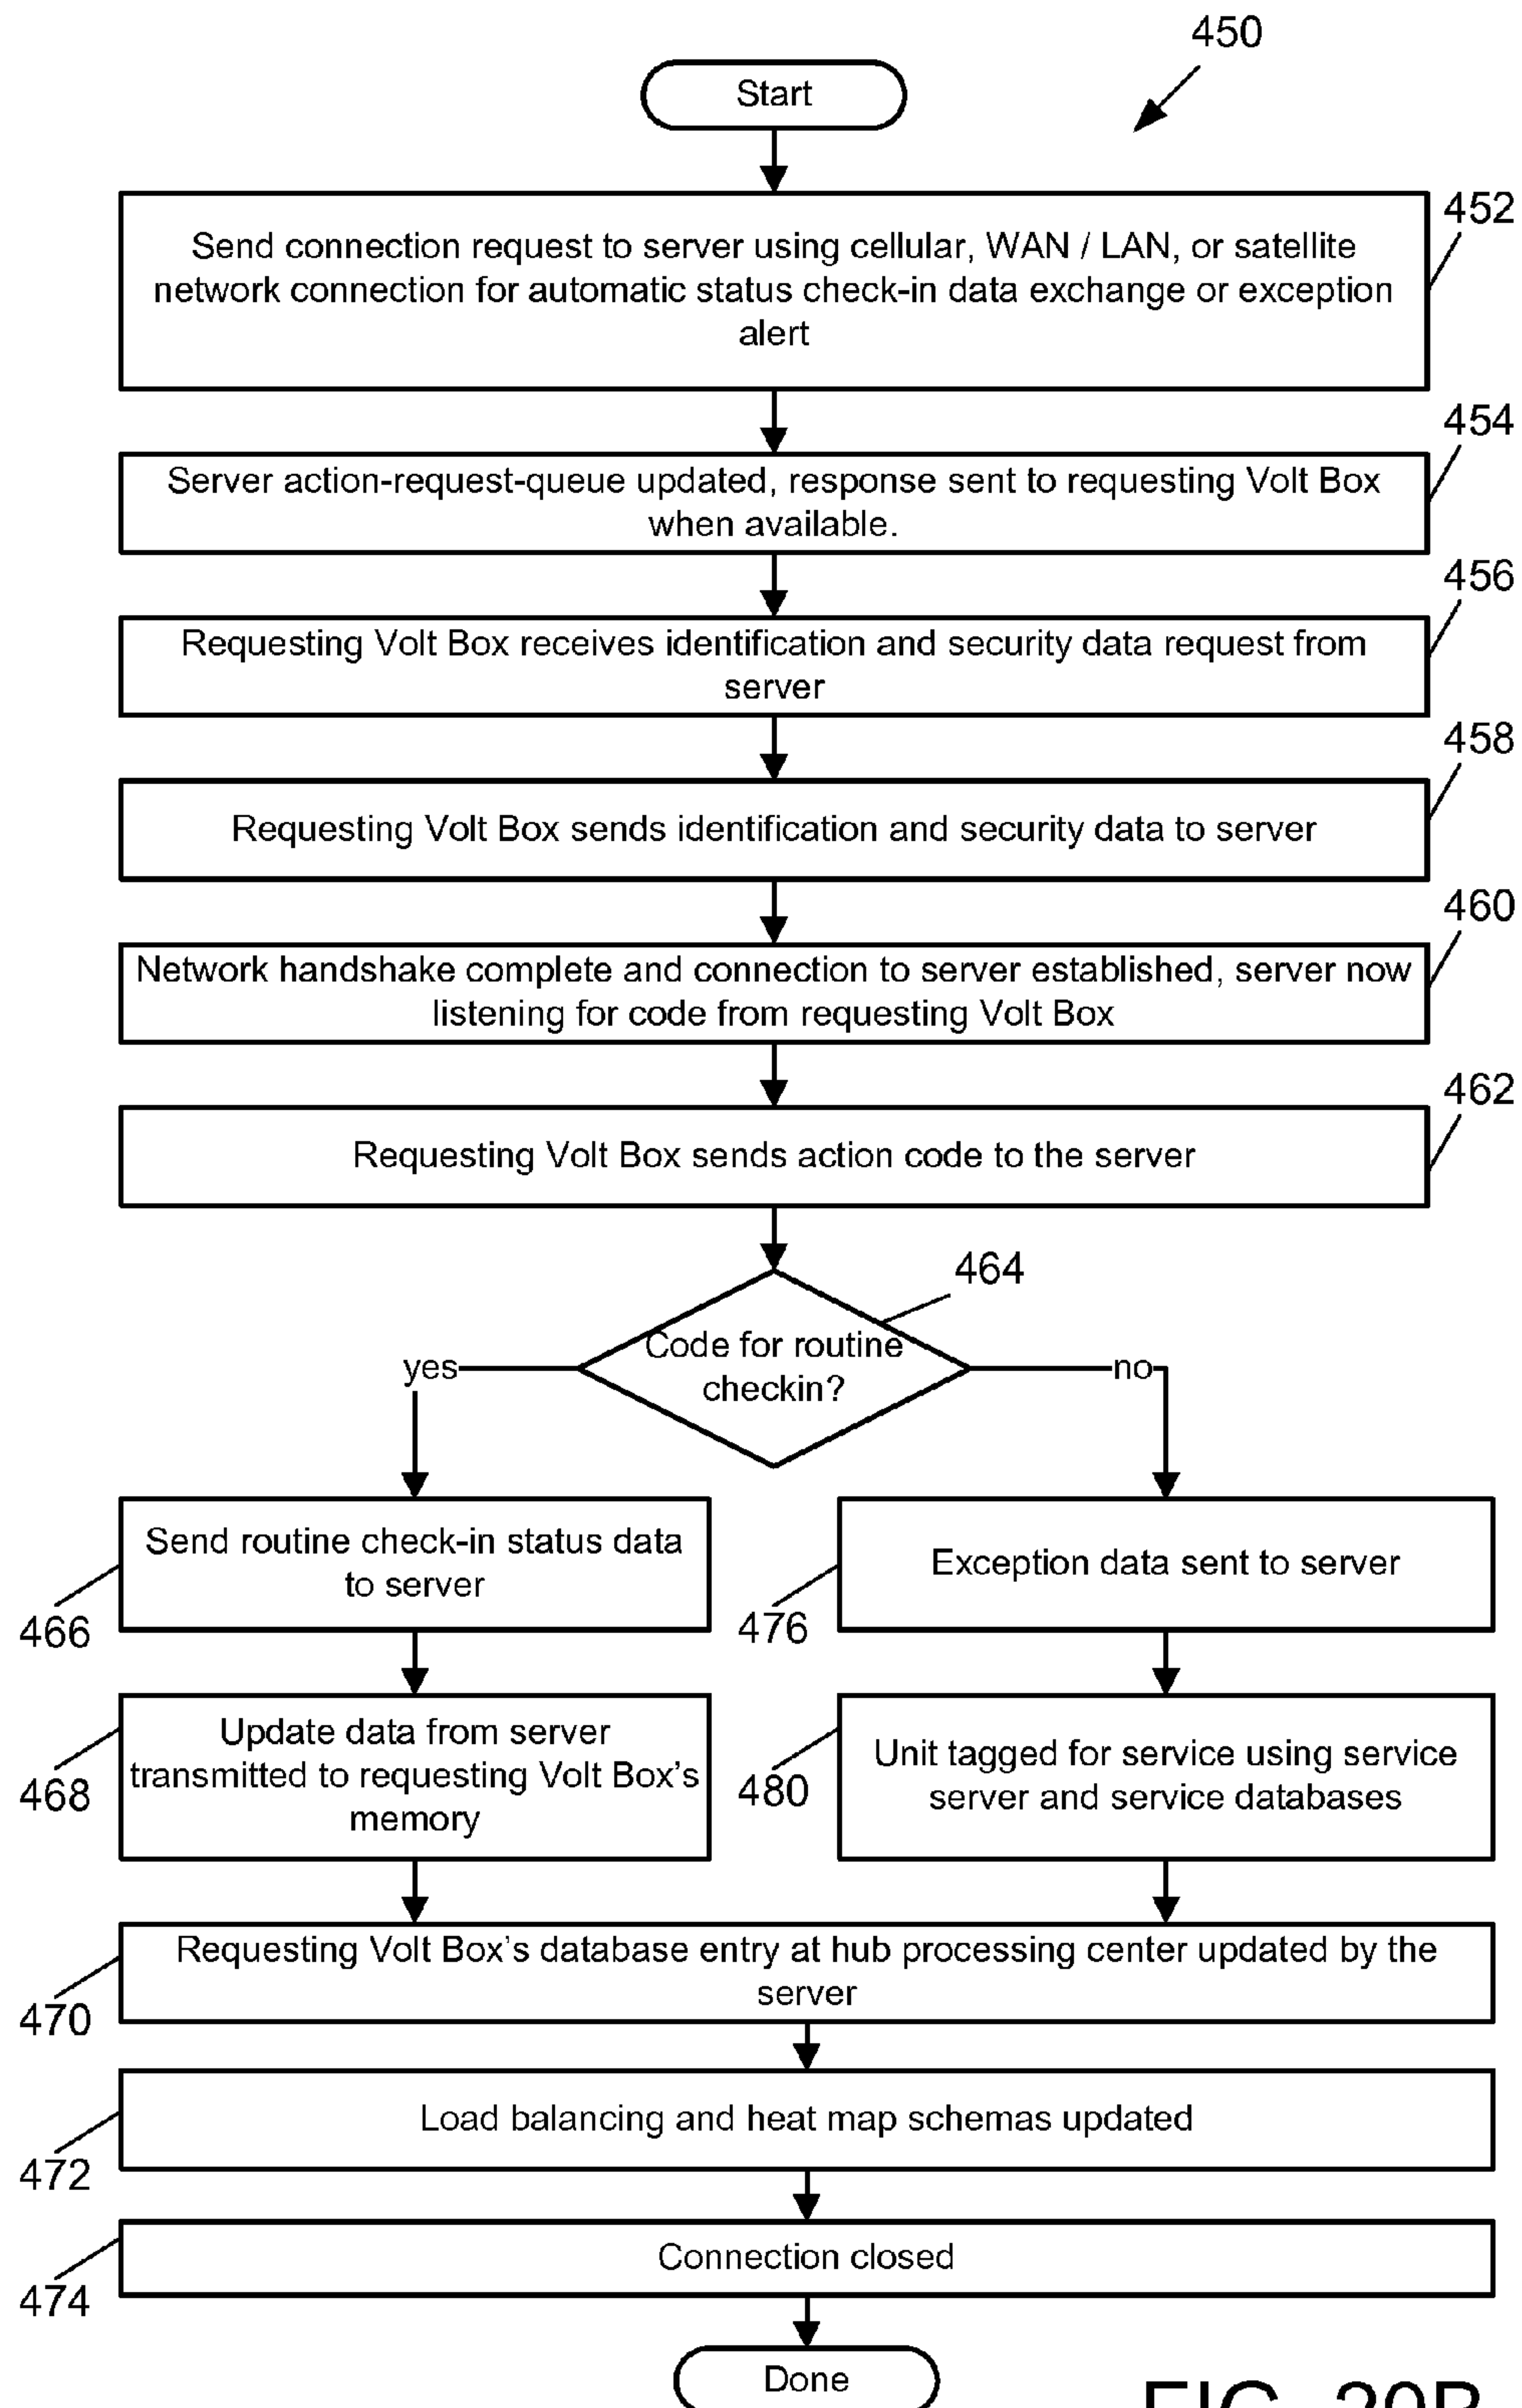 450
Start
452
Send connection request to server using cellular, WAN / LAN, or satellite
network connection for automatic status check-in data exchange or exception
alert
454
Server action-request-queue updated, response sent to requesting Volt Box
when available.
456
Requesting Volt Box receives identification and security data request from
server
458
Requesting Volt Box sends identification and security data to server
460
Network handshake complete and connection to server established, server now
listening for code from requesting Volt Box
462
Requesting Volt Box sends action code to the server
464
Code for routine
checkin?
yes
no
Send routine check-in status data
to server
466
Exception data sent to server
476
Update data from server
transmitted to requesting Volt Box's
memory
468
Unit tagged for service using service
server and service databases
480
Requesting Volt Box's database entry at hub processing center updated by the
server
470
Load balancing and heat map schemas updated
472
Connection closed
474
Done